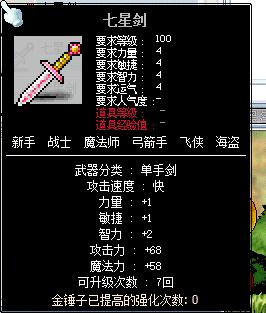 七星剑
要求等级： 100
要求力量： 4
要求敏捷： 4
要求智力： 4
要求运气： 4
要求人气度： -
道具等级： -
道具经验值： -
新手 战士 魔法师 弓箭手 飞侠 海盗
武器分类 : 单手剑
攻击速度 : 快
力量 : +1
敏捷 : +1
智力 : +2
攻击力 : +68
魔法力 : +58
可升级次数 : 7回
金锤子已提高的强化次数: 0